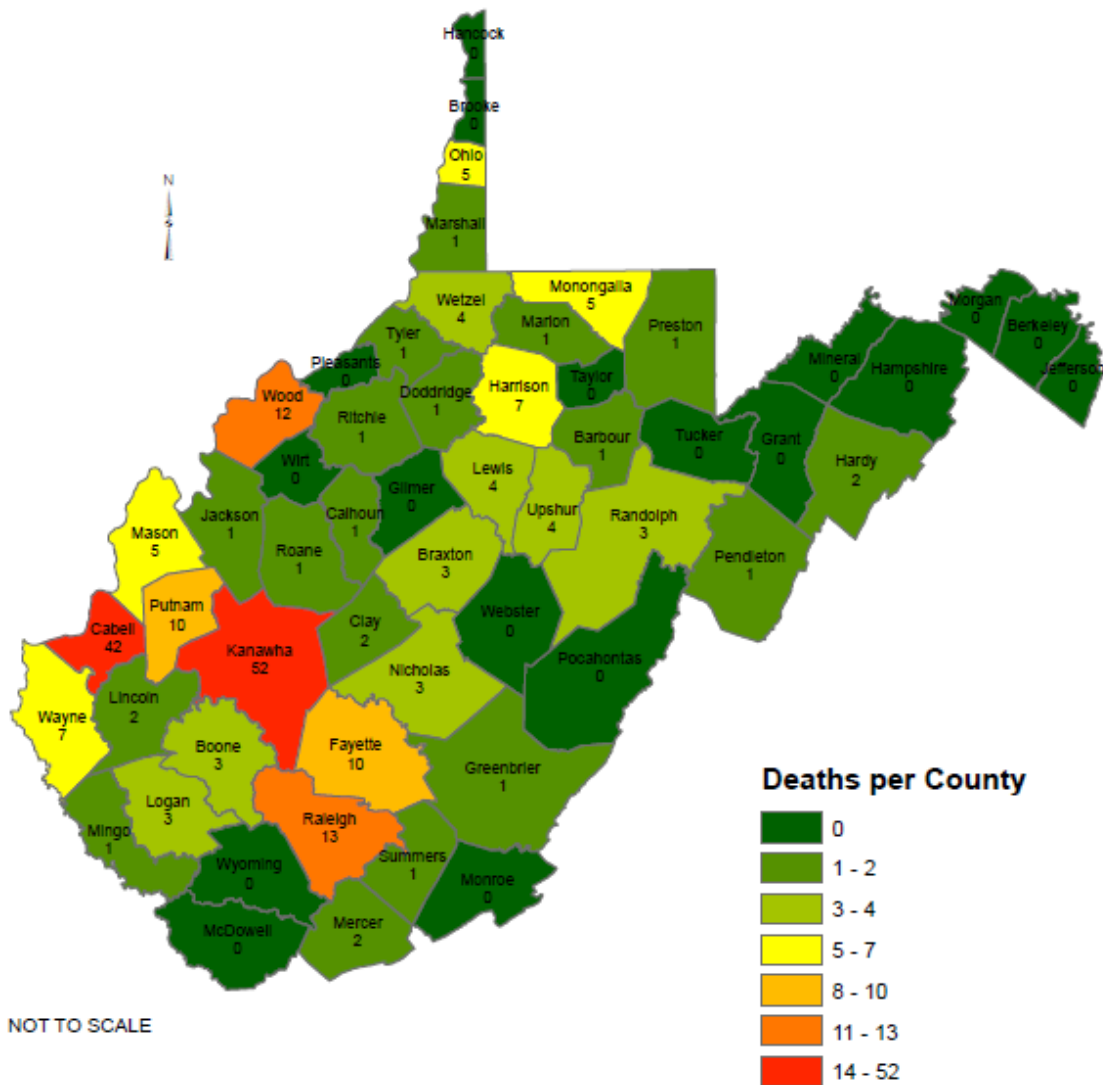 Hancock
0
Brooke
0
Ohio
5
N
Marshall
1
Wetzel
4
Monongalia
5
Marion
1
Preston
1
Tyler
1
Pleasants
0
Morgan
0
Berkeley
0
Jefferson
0
Mineral
0
Hampshire
0
Wood
12
Ritchie
1
Doddridge
1
Harrison
7
Taylor
0
Barbour
1
Tucker
0
Grant
0
Hardy
2
Wirt
0
Gilmer
0
Lewis
4
Upshur
4
Randolph
3
Mason
5
Jackson
1
Roane
1
Calhoun
1
Braxton
3
Pendleton
1
Cabell
42
Putnam
10
Kanawha
52
Clay
2
Webster
0
Pocahontas
0
Nicholas
3
Wayne
7
Lincoln
2
Boone
3
Fayette
10
Greenbrier
1
Logan
3
Mingo
1
Raleigh
13
Wyoming
0
Summers
1
Monroe
0
McDowell
0
Mercer
2
NOT TO SCALE
Deaths per County
0
1 - 2
3 - 4
5 - 7
8 - 10
11 - 13
14 - 52